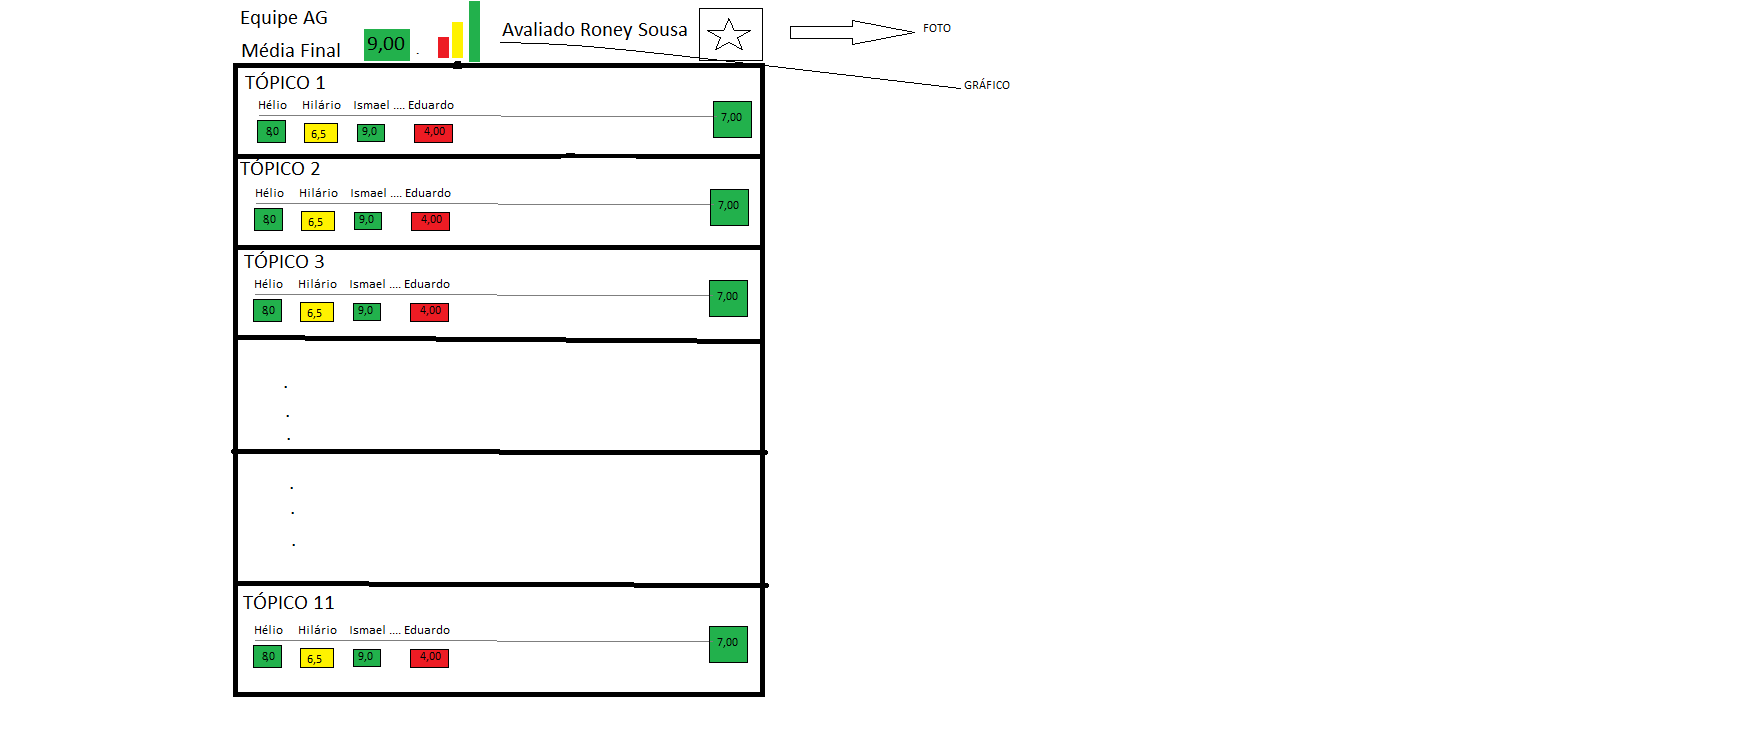 Equipe AG
Média Final 9,00 .
Avaliado Roney Sousa
FOTO
GRÁFICO
TÓPICO 1
Hélio Hilário Ismael .... Eduardo
8,0 6,5 9,0 4,00 7,00
TÓPICO 2
Hélio Hilário Ismael .... Eduardo
8,0 6,5 9,0 4,00 7,00
TÓPICO 3
Hélio Hilário Ismael .... Eduardo
8,0 6,5 9,0 4,00 7,00
.
.
.
.
.
.
TÓPICO 11
Hélio Hilário Ismael .... Eduardo
8,0 6,5 9,0 4,00 7,00